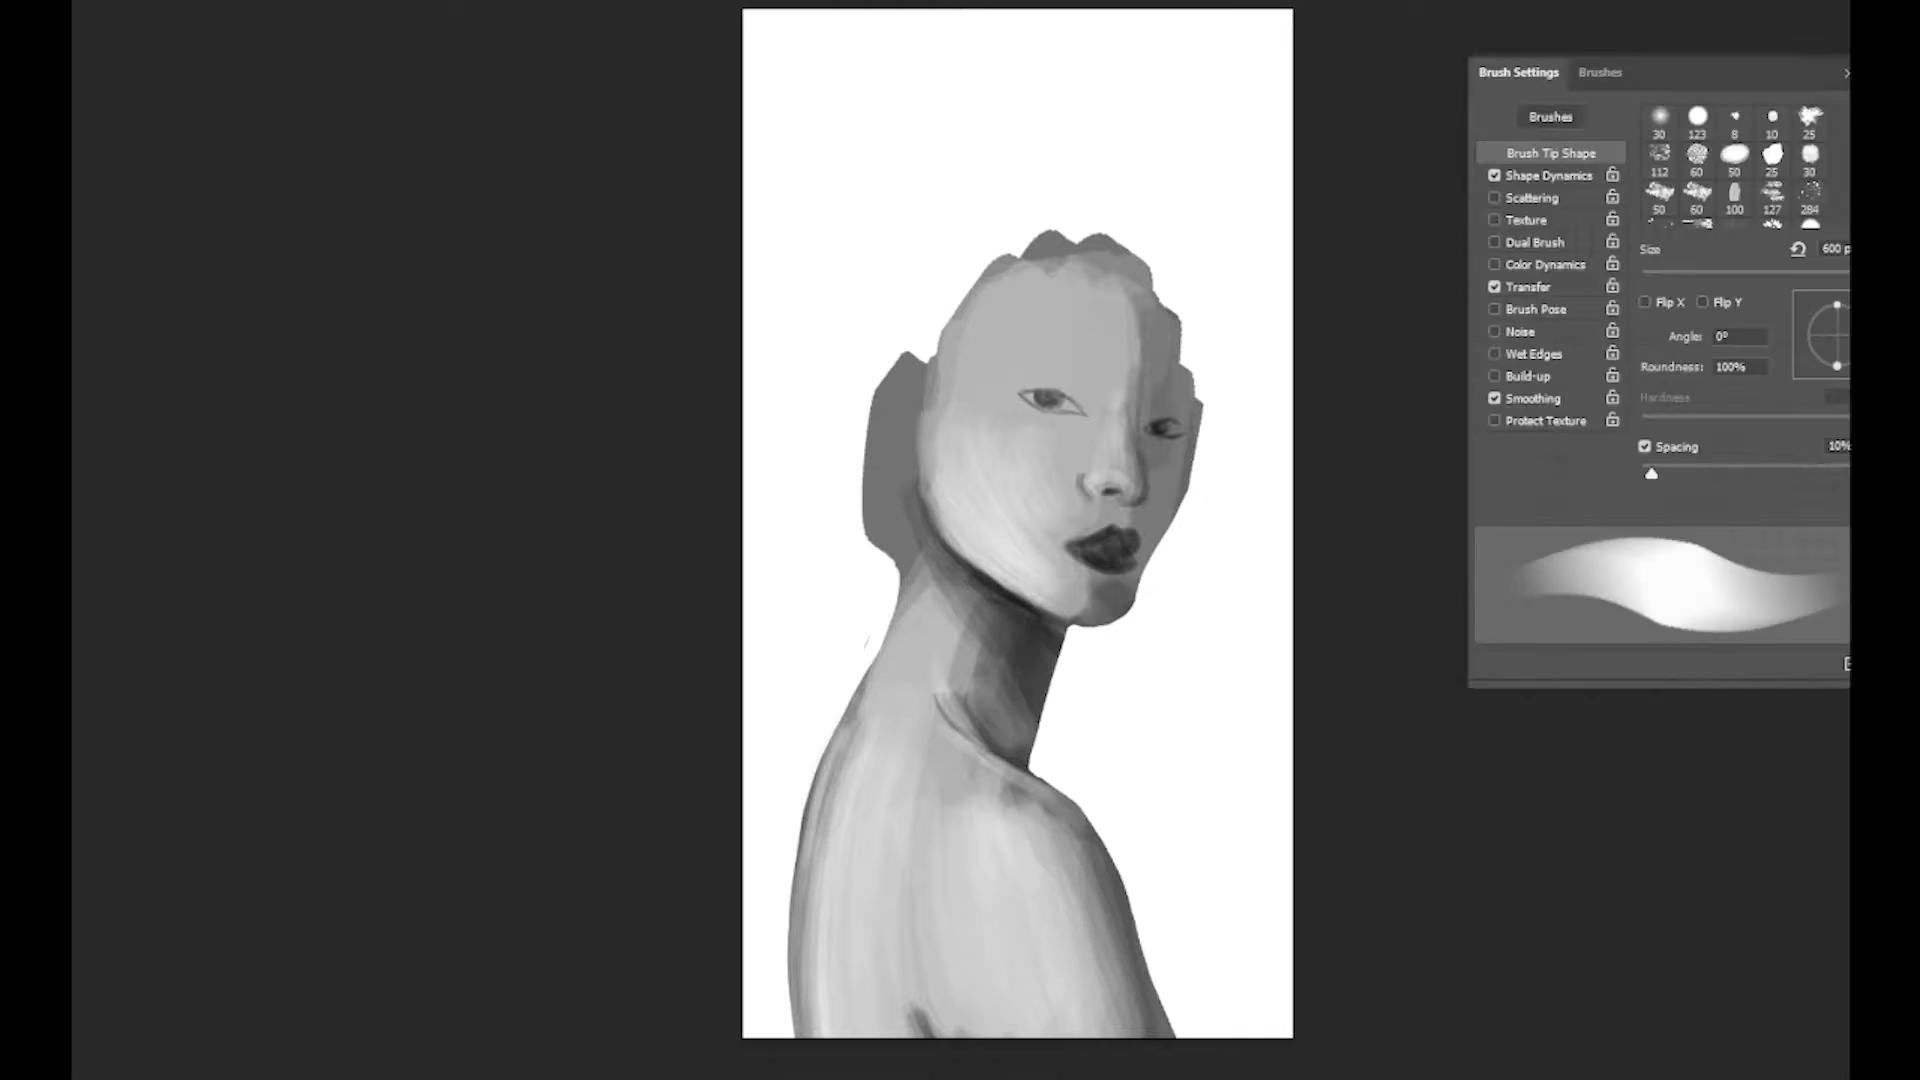 Brush Settings Brushes
Brushes
Brush Tip Shape
Shape Dynamics
Scattering
Texture
Dual Brush
Color Dynamics
Transfer
Brush Pose
Noise
Wet Edges
Build-up
Smoothing
Protect Texture
30 123 8 10 25
112 60 50 25 30
50 60 100 127 284
Size 600 p
Flip X Flip Y
Angle: 0°
Roundness: 100%
Hardness
Spacing 10%